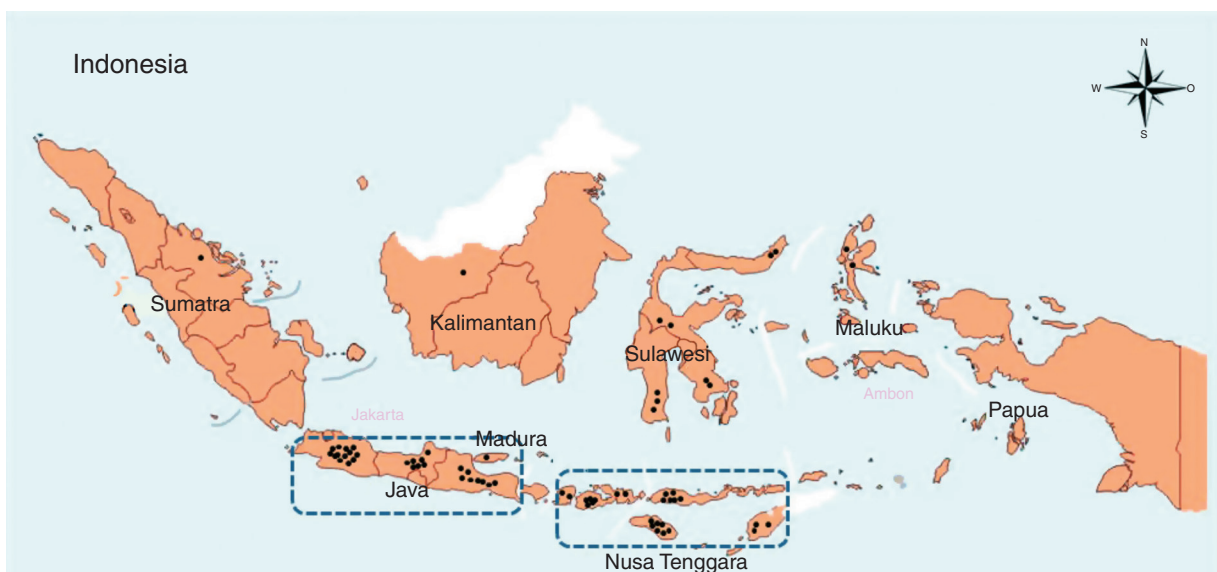 Indonesia
N
W
O
S
Sumatra
Kalimantan
Sulawesi
Maluku
Ambon
Papua
Jakarta
Madura
Java
Nusa Tenggara